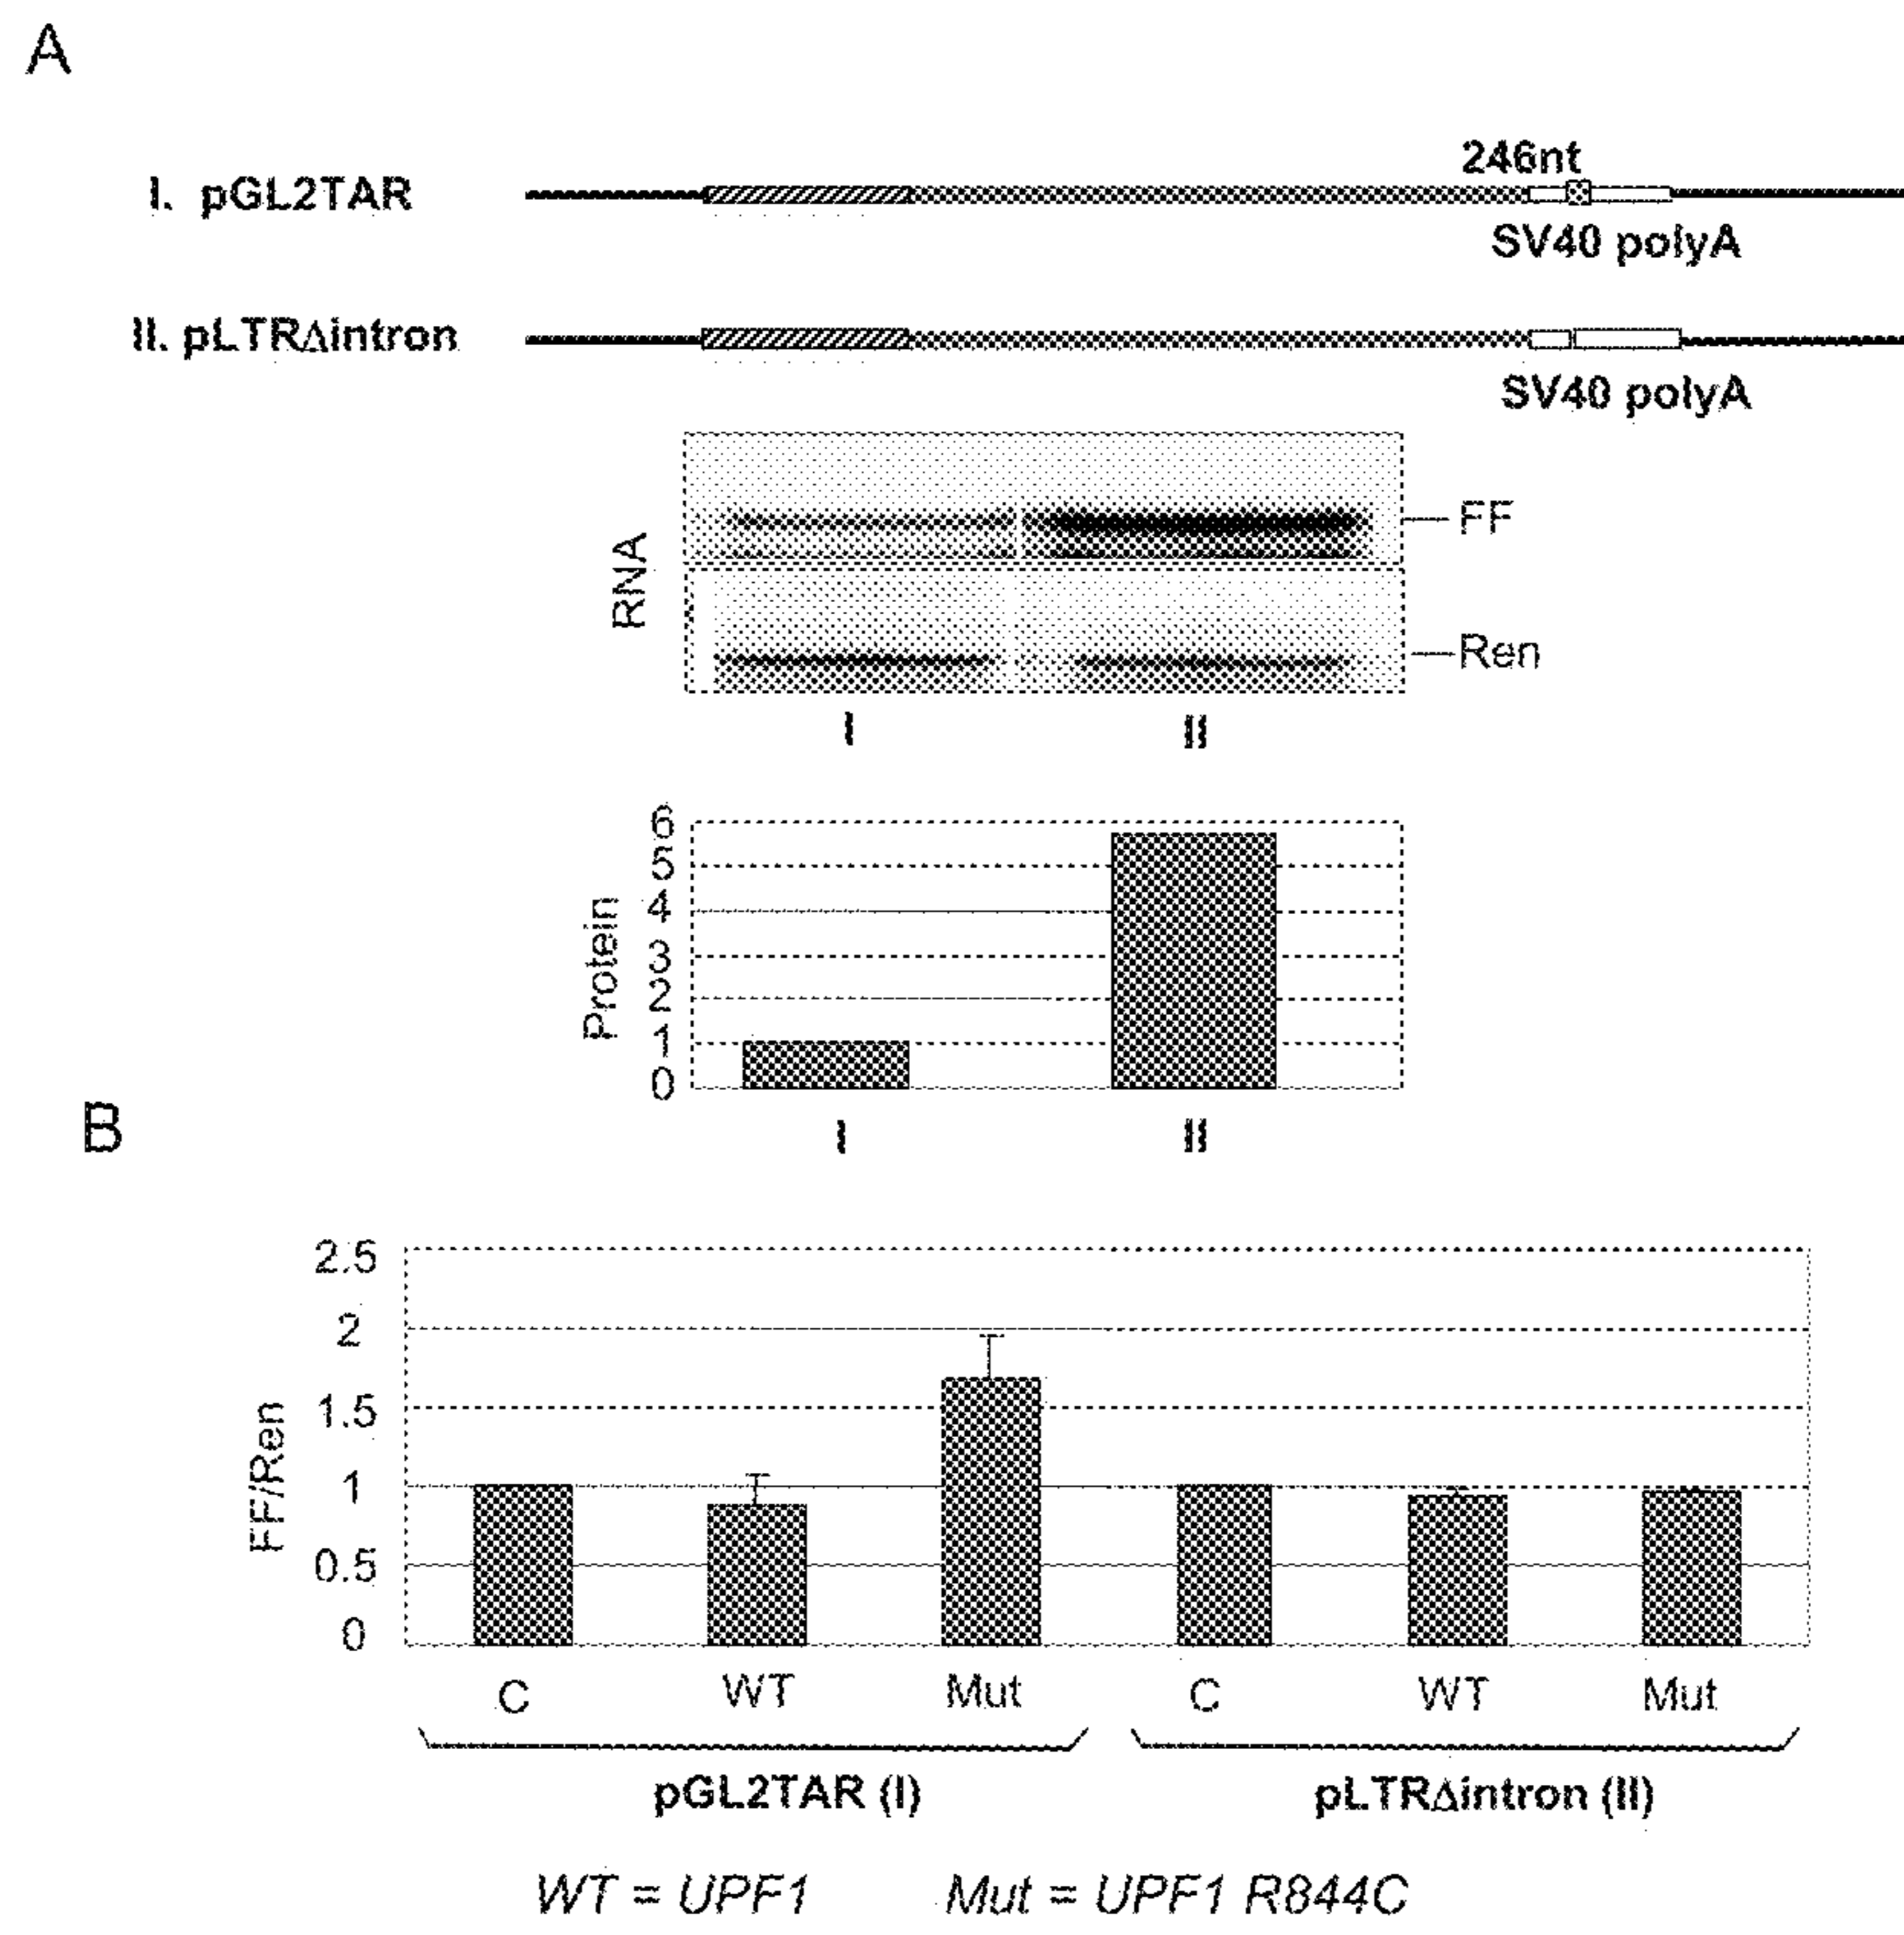 A
246nt
I. pGL2TAR
SV40 polyA
II. pLTRΔintron
SV40 polyA
RNA
FF
Ren
I II
Protein
6
5
4
3
2
1
0
I II
B
FF/Ren
2.5
2
1.5
1
0.5
0
C WT Mut C WT Mut
pGL2TAR (I) pLTRΔintron (II)
WT = UPF1 Mut = UPF1 R844C